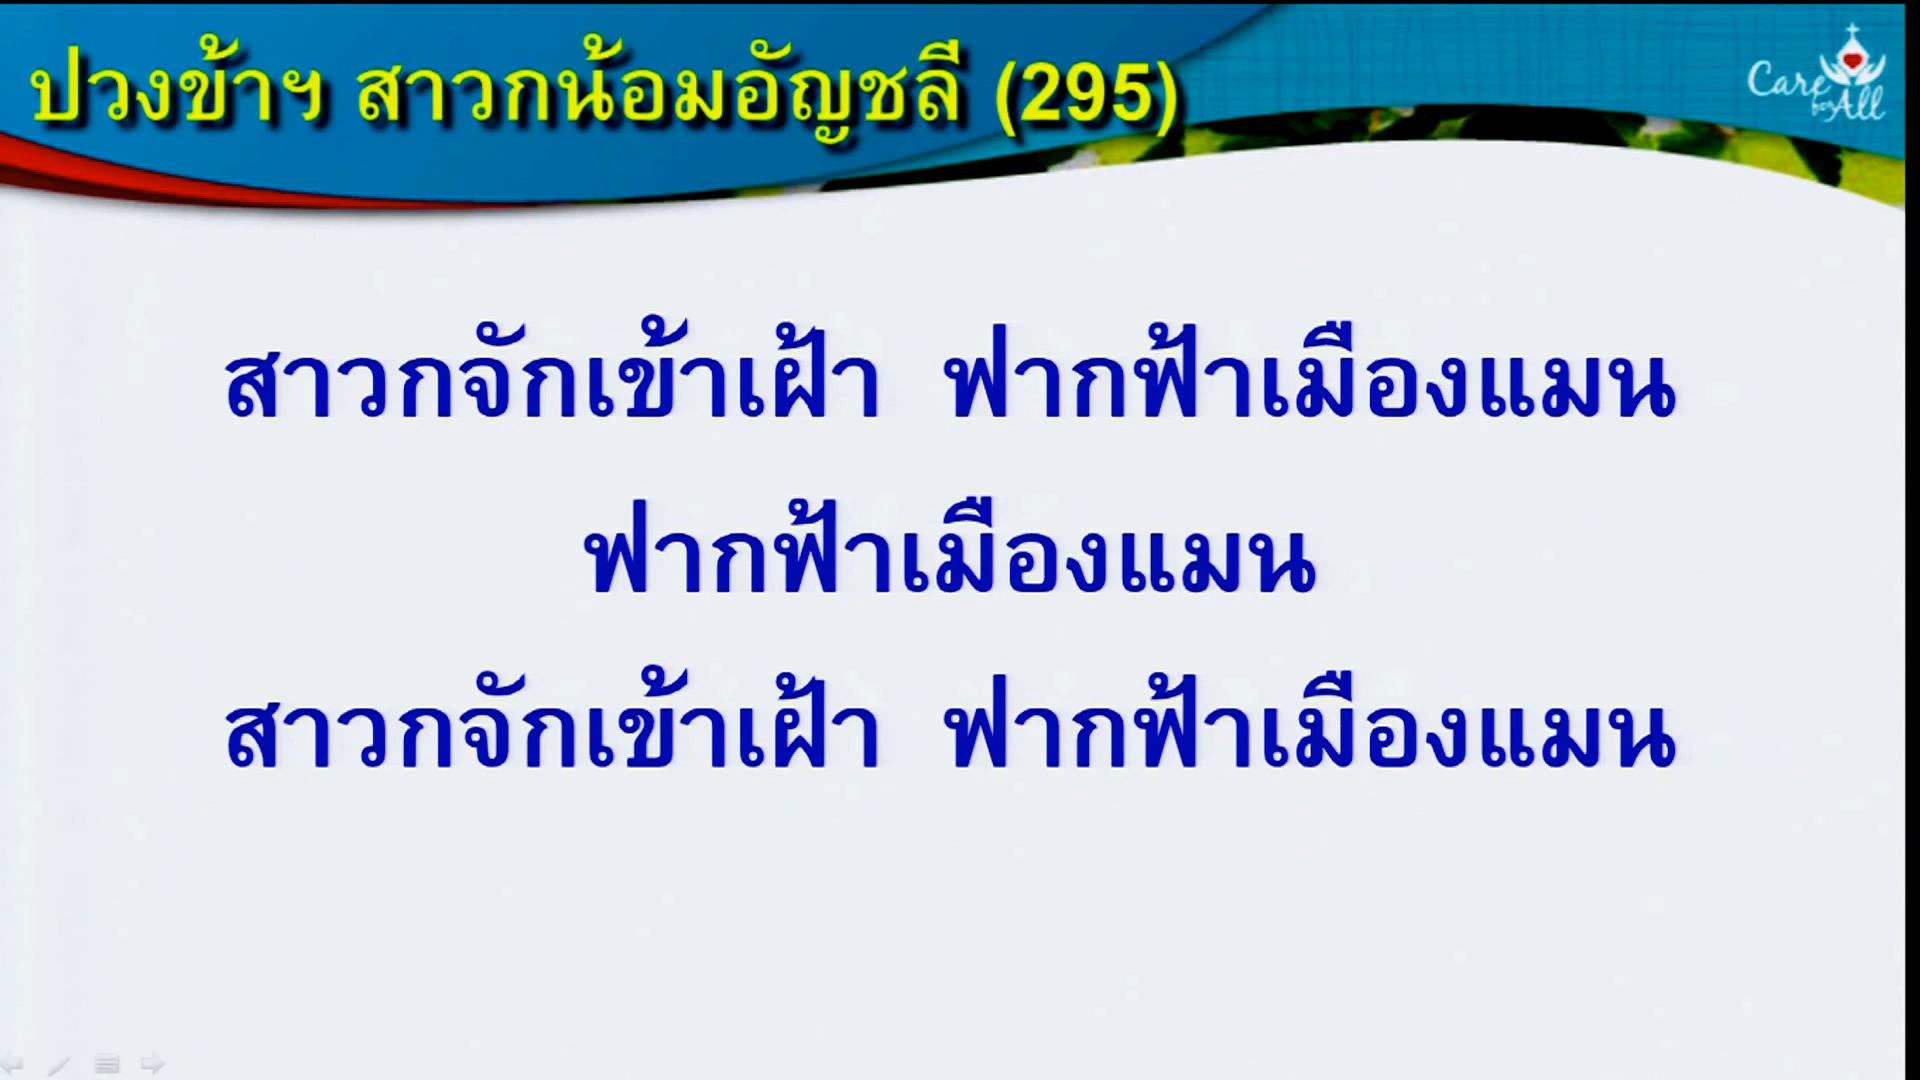 ปวงข้าฯ สาวกน้อมอัญชลี (295)
Care
for All
สาวกจักเข้าเฝ้า ฟากฟ้าเมืองแมน
ฟากฟ้าเมืองแมน
สาวกจักเข้าเฝ้า ฟากฟ้าเมืองแมน